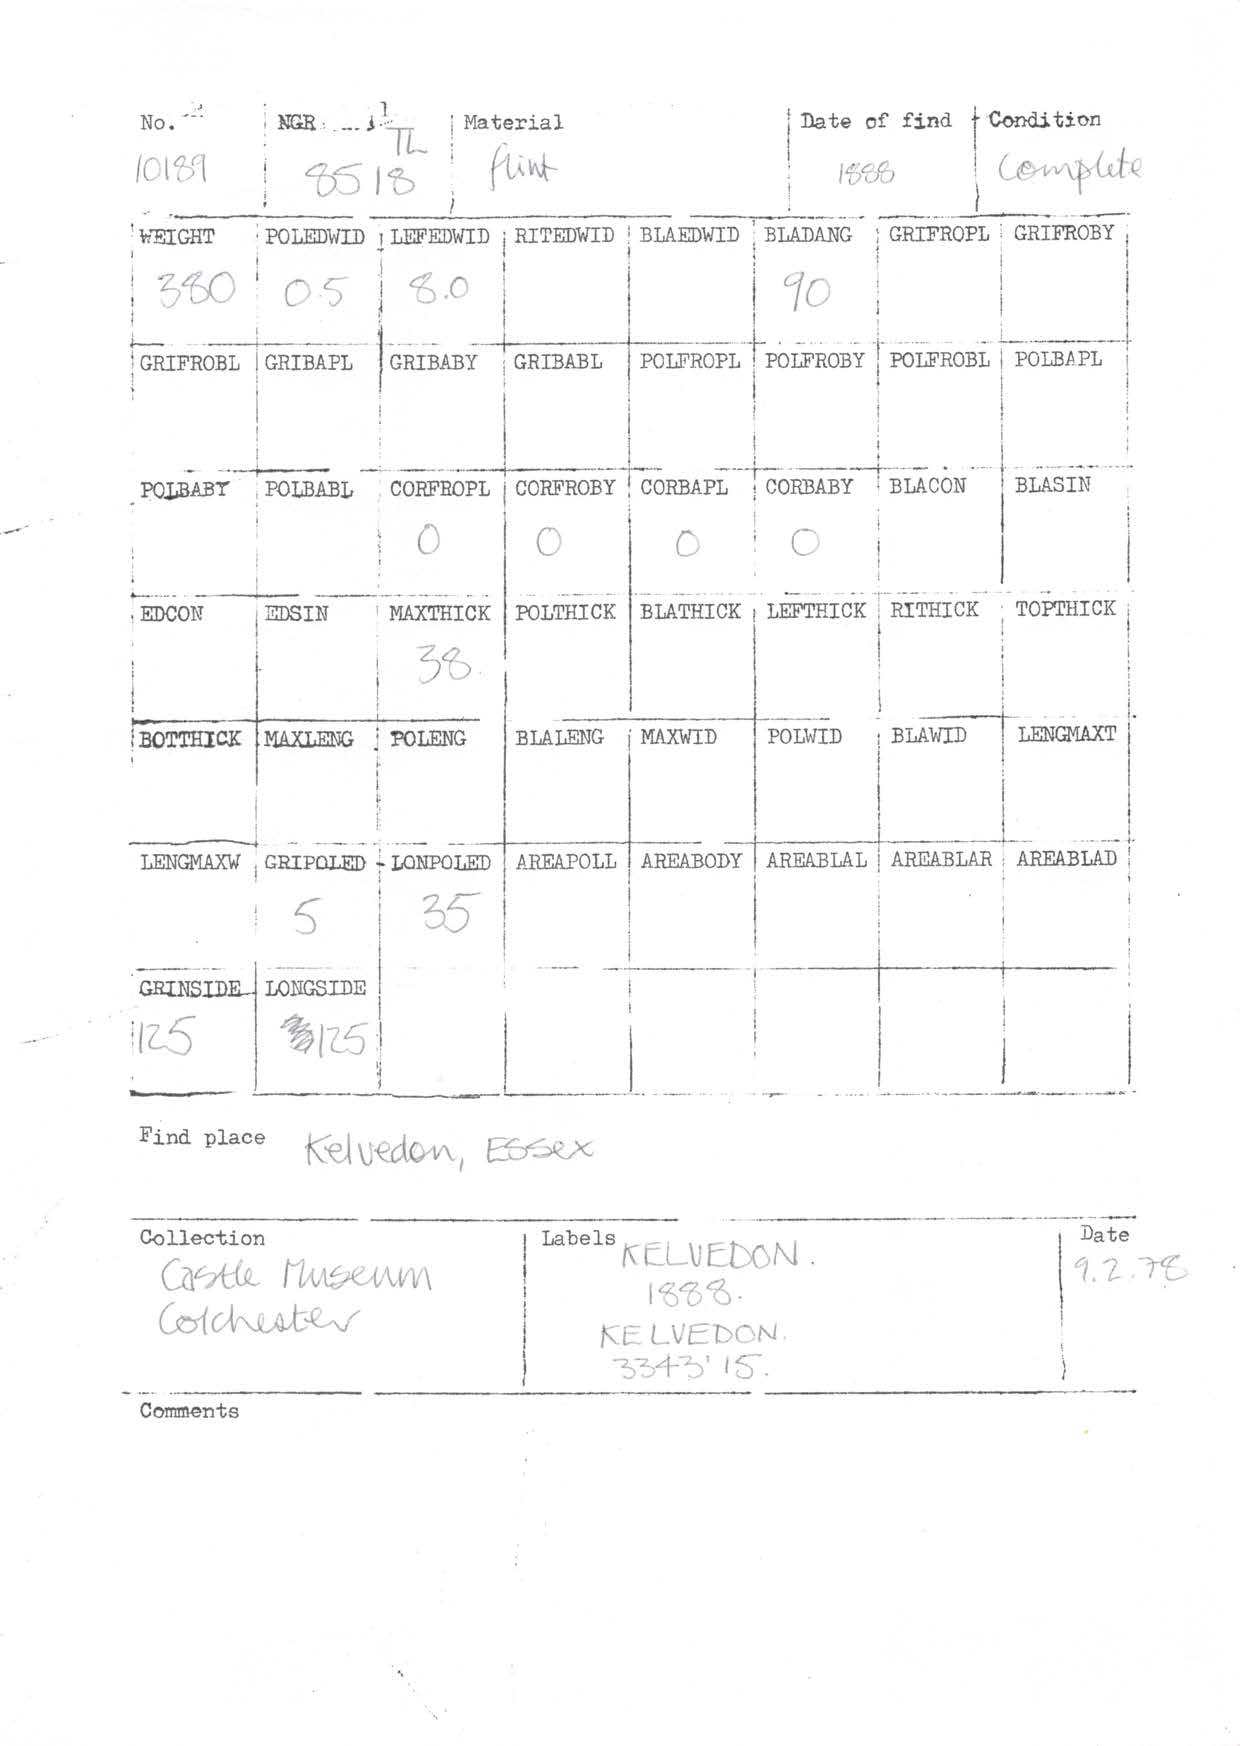 No. NGR Material Date of find Condition
10189 TL 8518 flint 1888 Complete
WEIGHT POLEDWID LEFEDWID RITEDWID BLAEDWID BLADANG GRIFROPL GRIFROBY
380 0.5 8.0 90
GRIFROBL GRIBAPL GRIBABY GRIBABL POLFROPL POLFROBY POLFROBL POLBAPL
POLBABY POLBABL CORFROPL CORFROBY CORBAPL CORBABY BLACON BLASIN
0 0 0 0
EDCON EDSIN MAXTHICK POLTHICK BLATHICK LEFTHICK RITHICK TOPTHICK
38
BOTTHICK MAXLENG POLENG BLALENG MAXWID POLWID BLAWID LENGMAXT
LENGMAXW GRIPOLED LONPOLED AREAPOLL AREABODY AREABLAL AREABLAR AREABLAD
5 35
GRINSIDE LONGSIDE
125 125
Find place Kelvedon, Essex
Collection Labels Date
Castle Museum
Colchester
KELVEDON.
1888.
KELVEDON.
3343'15.
9.2.78
Comments